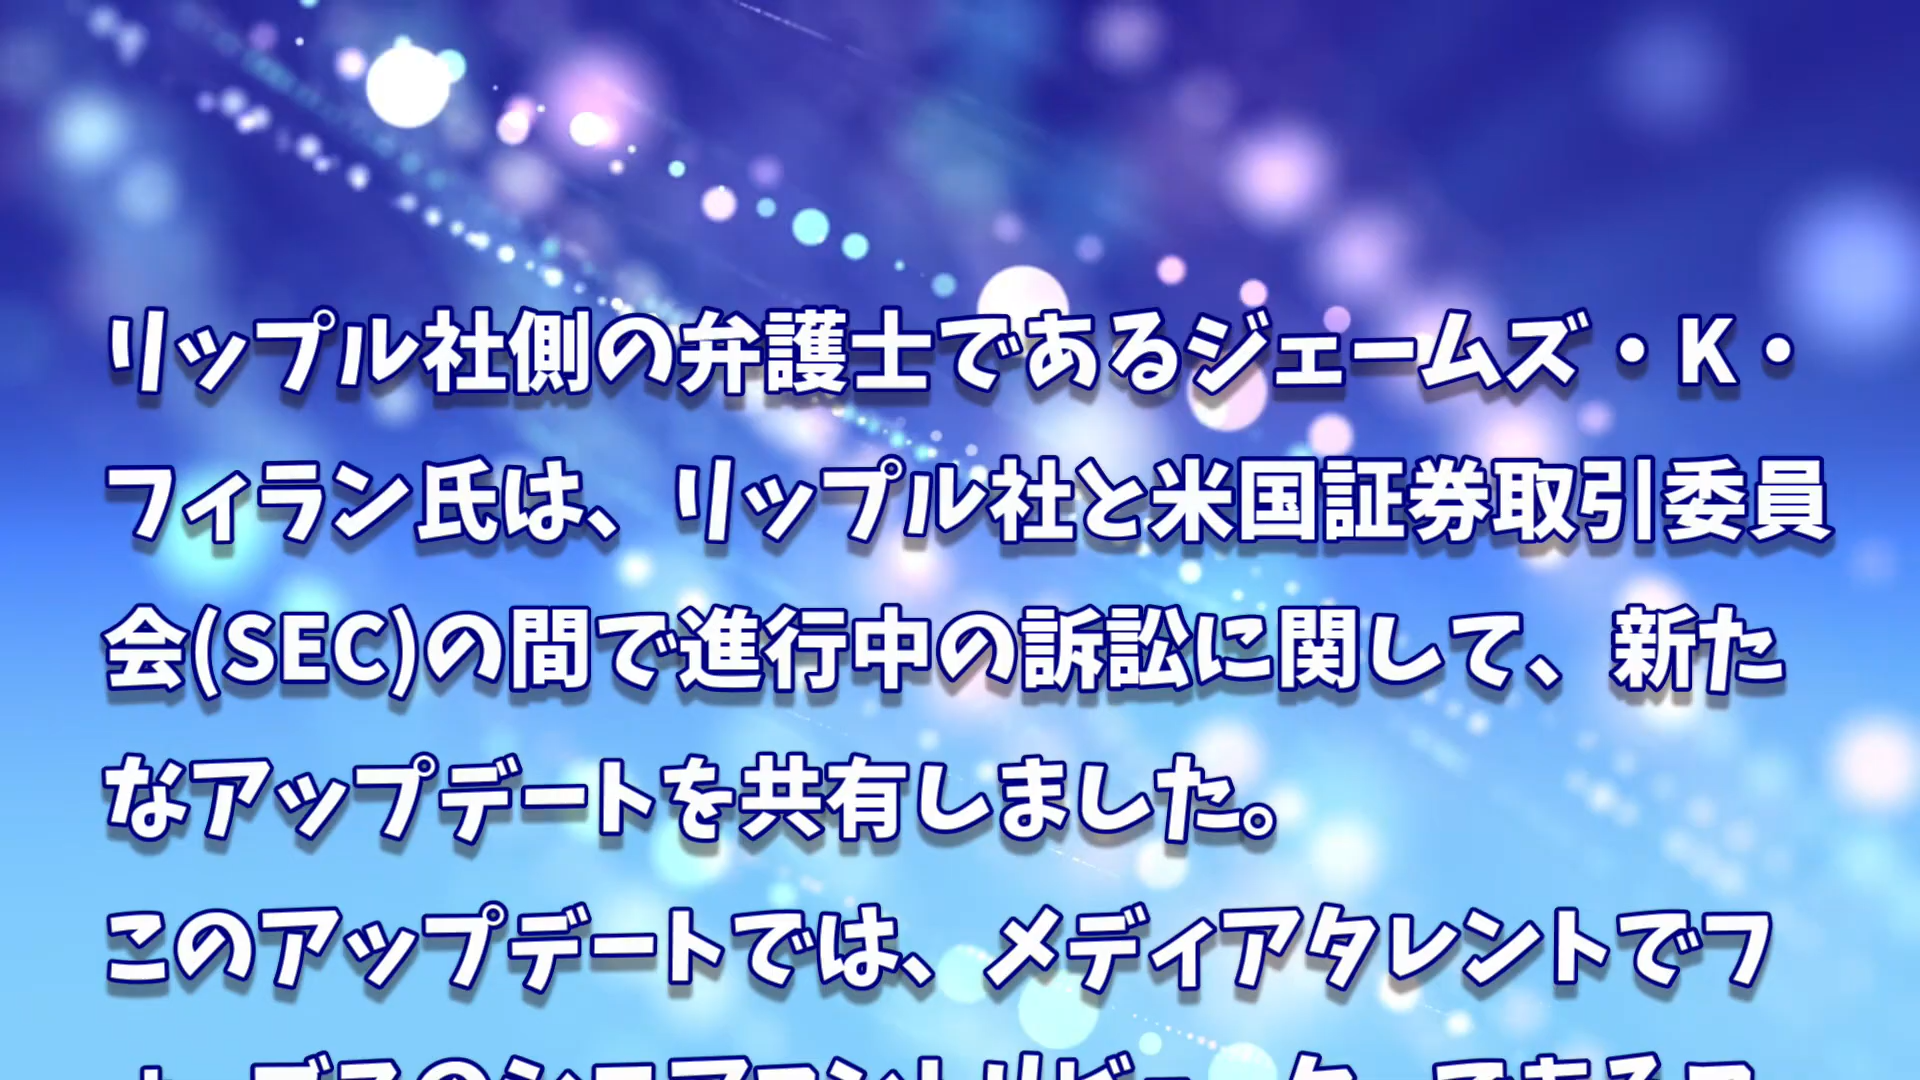 リップル社側の弁護士であるジェームズ・K・
フィラン氏は、リップル社と米国証券取引委員
会(SEC)の間で進行中の訴訟に関して、新た
なアップデートを共有しました。
このアップデートでは、メディアタレントでフ